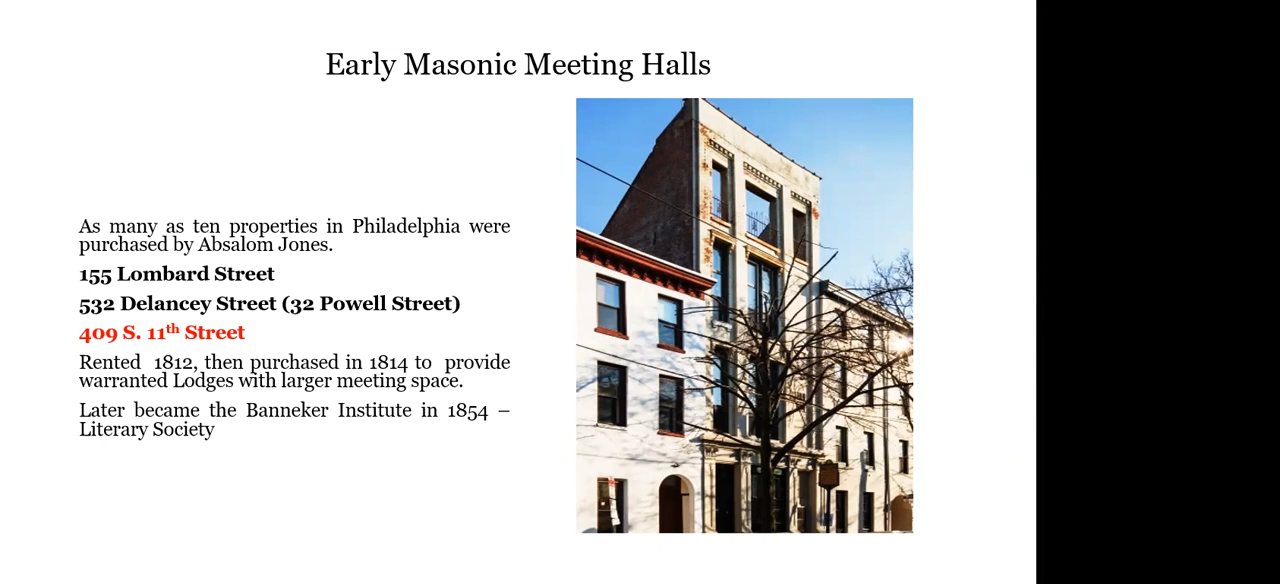 Early Masonic Meeting Halls
As many as ten properties in Philadelphia were
purchased by Absalom Jones.
155 Lombard Street
532 Delancey Street (32 Powell Street)
409 S. 11th Street
Rented 1812, then purchased in 1814 to provide
warranted Lodges with larger meeting space.
Later became the Banneker Institute in 1854 –
Literary Society